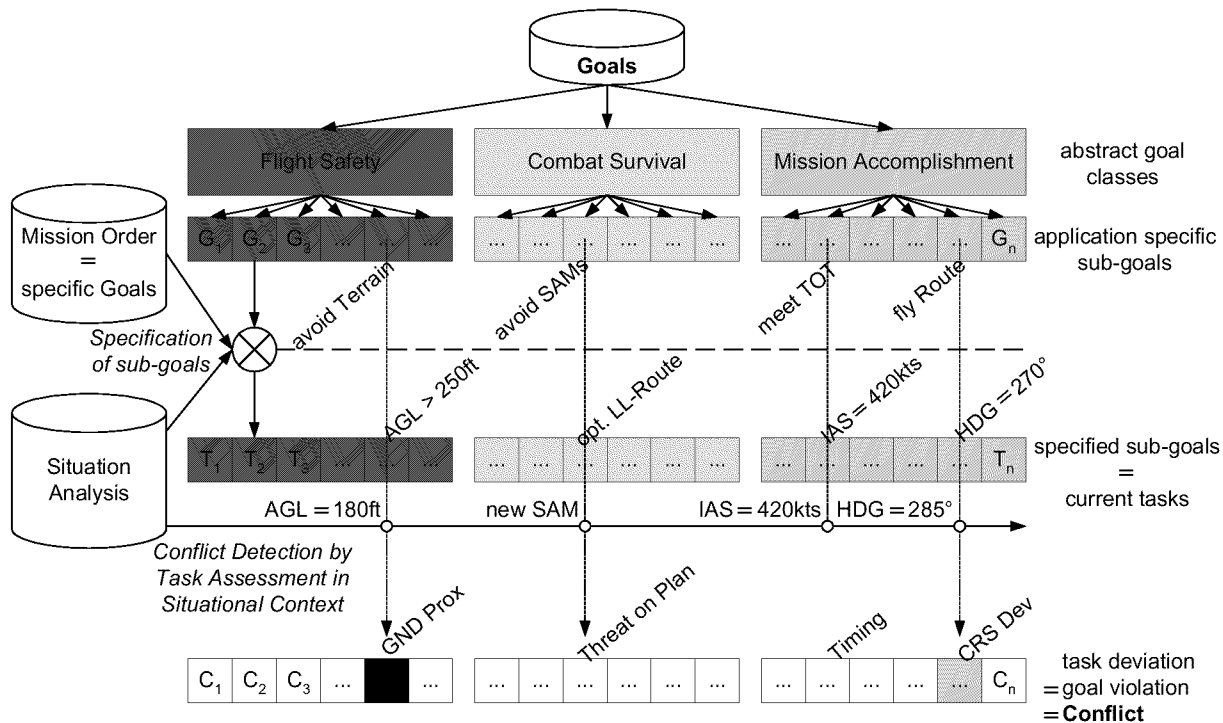 Goals
Flight Safety
Combat Survival
Mission Accomplishment
abstract goal
classes
Mission Order
=
specific Goals
G1 G2 G3 ... ... ...
... ... ... ... ... ...
... ... ... ... ... Gn
application specific
sub-goals
avoid Terrain
avoid SAMs
meet TOT
fly Route
Specification
of sub-goals
AGL > 250ft
opt. LL-Route
IAS = 420kts
HDG = 270°
Situation
Analysis
T1 T2 T3 ... ... ...
... ... ... ... ... ...
... ... ... ... ... Tn
specified sub-goals
=
current tasks
AGL = 180ft
new SAM
IAS = 420kts
HDG = 285°
Conflict Detection by
Task Assessment in
Situational Context
GND Prox
Threat on Plan
Timing
CRS Dev
C1 C2 C3 ... ...
... ... ... ... ... ...
... ... ... ... ... Cn
task deviation
= goal violation
= Conflict